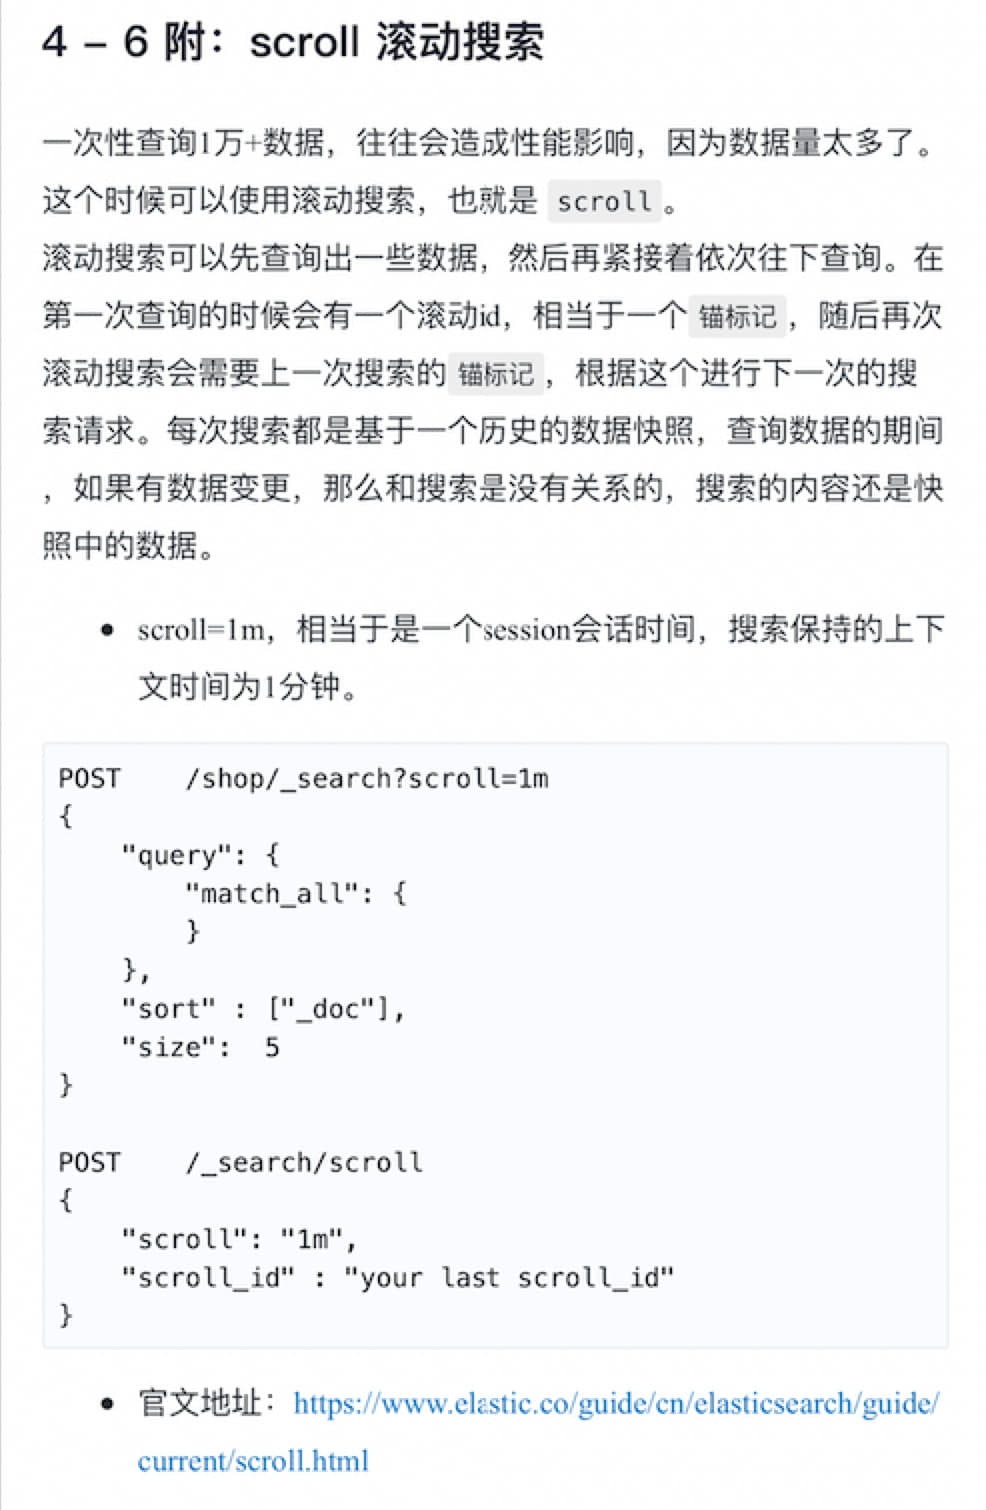 4 – 6 附：scroll 滚动搜索
一次性查询1万+数据，往往会造成性能影响，因为数据量太多了。
这个时候可以使用滚动搜索，也就是 scroll 。
滚动搜索可以先查询出一些数据，然后再紧接着依次往下查询。在
第一次查询的时候会有一个滚动id，相当于一个 锚标记 ，随后再次
滚动搜索会需要上一次搜索的 锚标记 ，根据这个进行下一次的搜
索请求。每次搜索都是基于一个历史的数据快照，查询数据的期间
，如果有数据变更，那么和搜索是没有关系的，搜索的内容还是快
照中的数据。
• scroll=1m，相当于是一个session会话时间，搜索保持的上下
文时间为1分钟。
POST    /shop/_search?scroll=1m
{
    "query": {
        "match_all": {
        }
    },
    "sort" : ["_doc"],
    "size":  5
}
POST    /_search/scroll
{
    "scroll": "1m",
    "scroll_id" : "your last scroll_id"
}
• 官文地址：https://www.elastic.co/guide/cn/elasticsearch/guide/
current/scroll.html